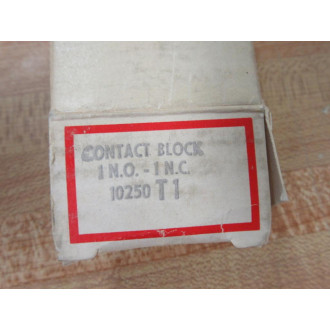 CONTACT BLOCK
1 N.O. - 1 N.C.
10250 T1